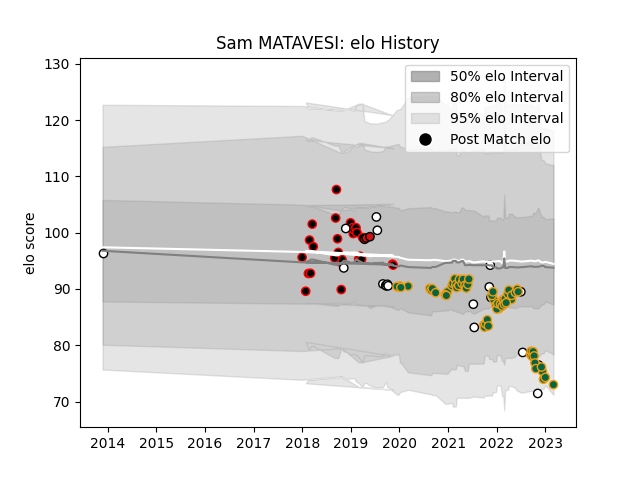 Sam MATAVESI: elo History
130
120
110
100
90
80
70
elo score
50% elo Interval
80% elo Interval
95% elo Interval
Post Match elo
2014 2015 2016 2017 2018 2019 2020 2021 2022 2023